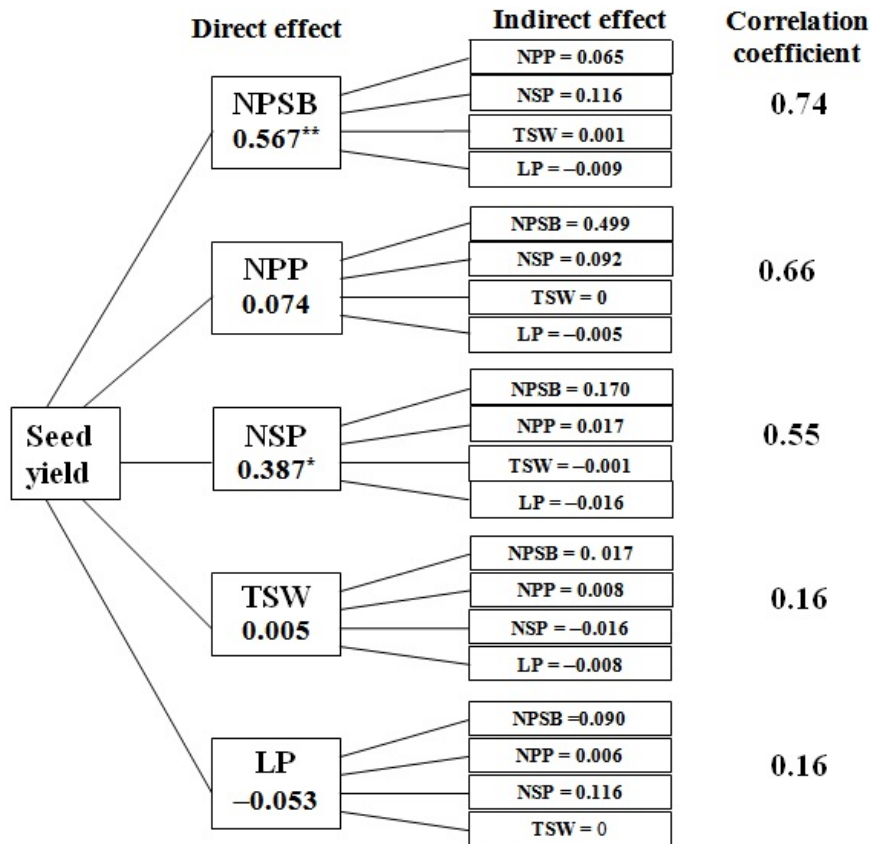 Direct effect
Indirect effect
Correlation
coefficient
NPSB
0.567**
NPP = 0.065
NSP = 0.116
TSW = 0.001
LP = –0.009
0.74
NPP
0.074
NPSB = 0.499
NSP = 0.092
TSW = 0
LP = –0.005
0.66
Seed
yield
NSP
0.387*
NPSB = 0.170
NPP = 0.017
TSW = –0.001
LP = –0.016
0.55
TSW
0.005
NPSB = 0. 017
NPP = 0.008
NSP = –0.016
LP = –0.008
0.16
LP
–0.053
NPSB =0.090
NPP = 0.006
NSP = 0.116
TSW = 0
0.16